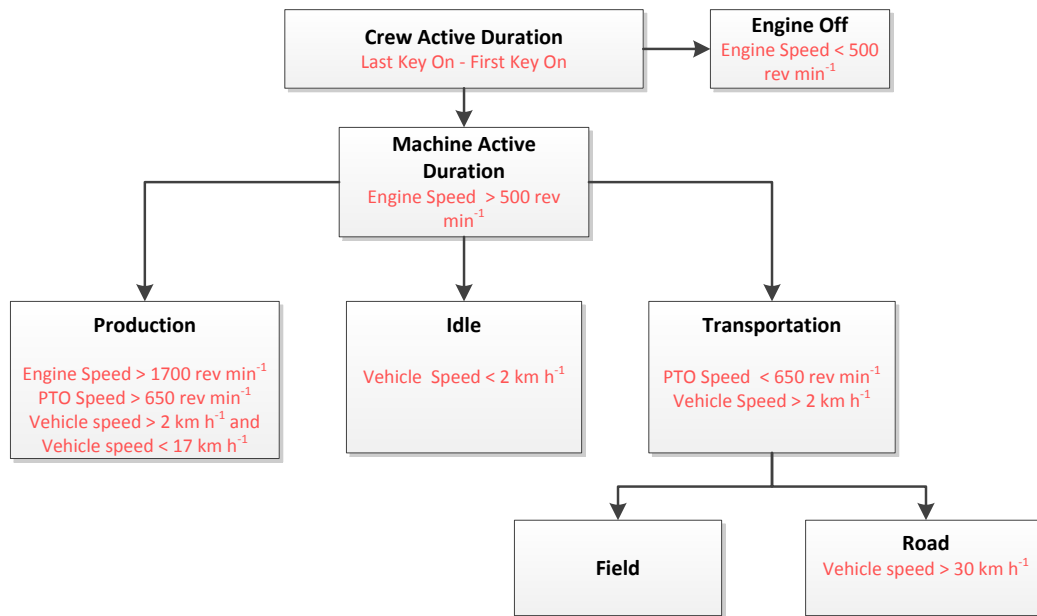 Crew Active Duration
Last Key On - First Key On
Engine Off
Engine Speed < 500
rev min⁻¹
Machine Active
Duration
Engine Speed > 500 rev
min⁻¹
Production
Engine Speed > 1700 rev min⁻¹
PTO Speed > 650 rev min⁻¹
Vehicle speed > 2 km h⁻¹ and
Vehicle speed < 17 km h⁻¹
Idle
Vehicle Speed < 2 km h⁻¹
Transportation
PTO Speed < 650 rev min⁻¹
Vehicle Speed > 2 km h⁻¹
Field
Road
Vehicle speed > 30 km h⁻¹